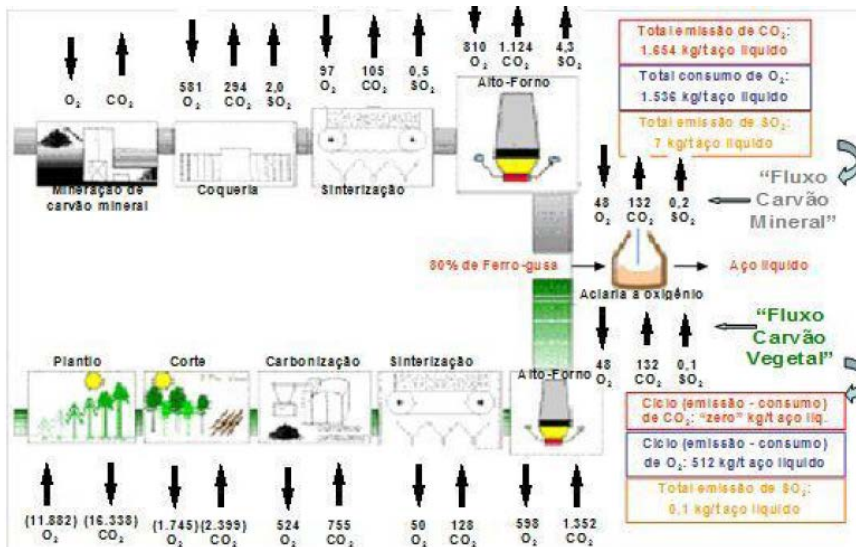 O₂ CO₂
581 294 2,0
O₂ CO₂ SO₂
97 105 0,5
O₂ CO₂ SO₂
810 1.124 4,3
O₂ CO₂ SO₂
Alto-Forno
Total emissão de CO₂:
1.654 kg/t aço líquido
Total consumo de O₂:
1.536 kg/t aço líquido
Total emissão de SO₂:
7 kg/t aço líquido
Mineração de
carvão mineral
Coqueria
Sinterização
48 132 0,2
O₂ CO₂ SO₂
"Fluxo
Carvão
Mineral"
80% de Ferro-gusa
Aço líquido
Aciaria a oxigênio
"Fluxo
Carvão
Vegetal"
48 132 0,1
O₂ CO₂ SO₂
Plantio
Corte
Carbonização
Sinterização
Alto-Forno
Ciclo (emissão - consumo)
de CO₂: "zero" kg/t aço líq.
Ciclo (emissão - consumo)
de O₂: 512 kg/t aço líquido
Total emissão de SO₂:
0,1 kg/t aço líquido
(11.882) (16.338)
O₂ CO₂
(1.745) (2.399)
O₂ CO₂
524 755
O₂ CO₂
50 128
O₂ CO₂
598 1.352
O₂ CO₂